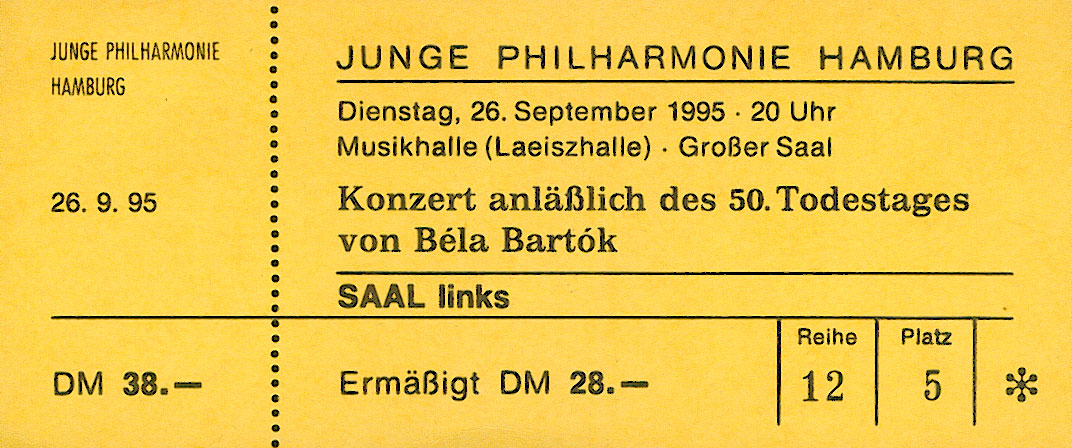 JUNGE PHILHARMONIE
HAMBURG
26. 9. 95
DM 38.—
JUNGE PHILHARMONIE HAMBURG
Dienstag, 26. September 1995 · 20 Uhr
Musikhalle (Laeiszhalle) · Großer Saal
Konzert anläßlich des 50. Todestages
von Béla Bartók
SAAL links
Ermäßigt DM 28.—
Reihe
12
Platz
5